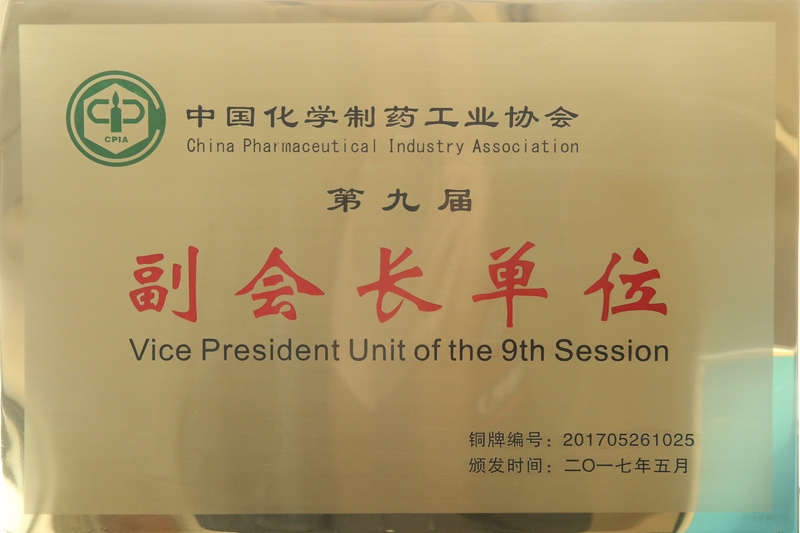 CPIA
中国化学制药工业协会
China Pharmaceutical Industry Association
第九届
副会长单位
Vice President Unit of the 9th Session
铜牌编号：201705261025
颁发时间：二〇一七年五月